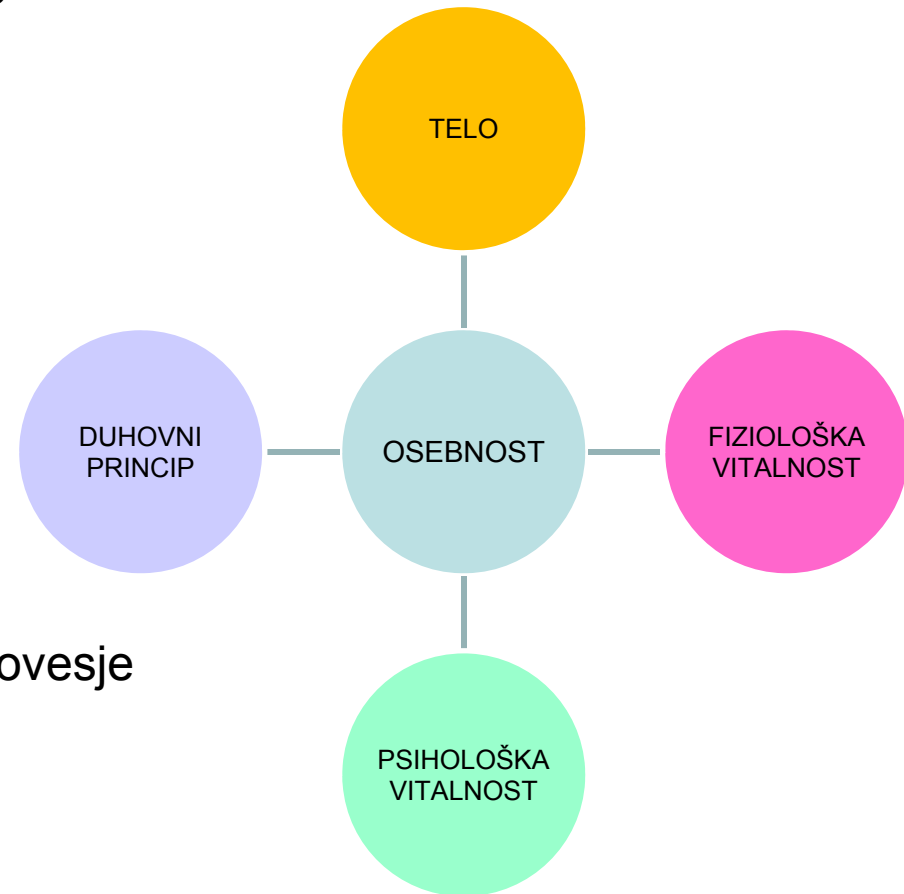 TELO
DUHOVNI
PRINCIP
OSEBNOST
FIZIOLOŠKA
VITALNOST
ovesje
PSIHOLOŠKA
VITALNOST